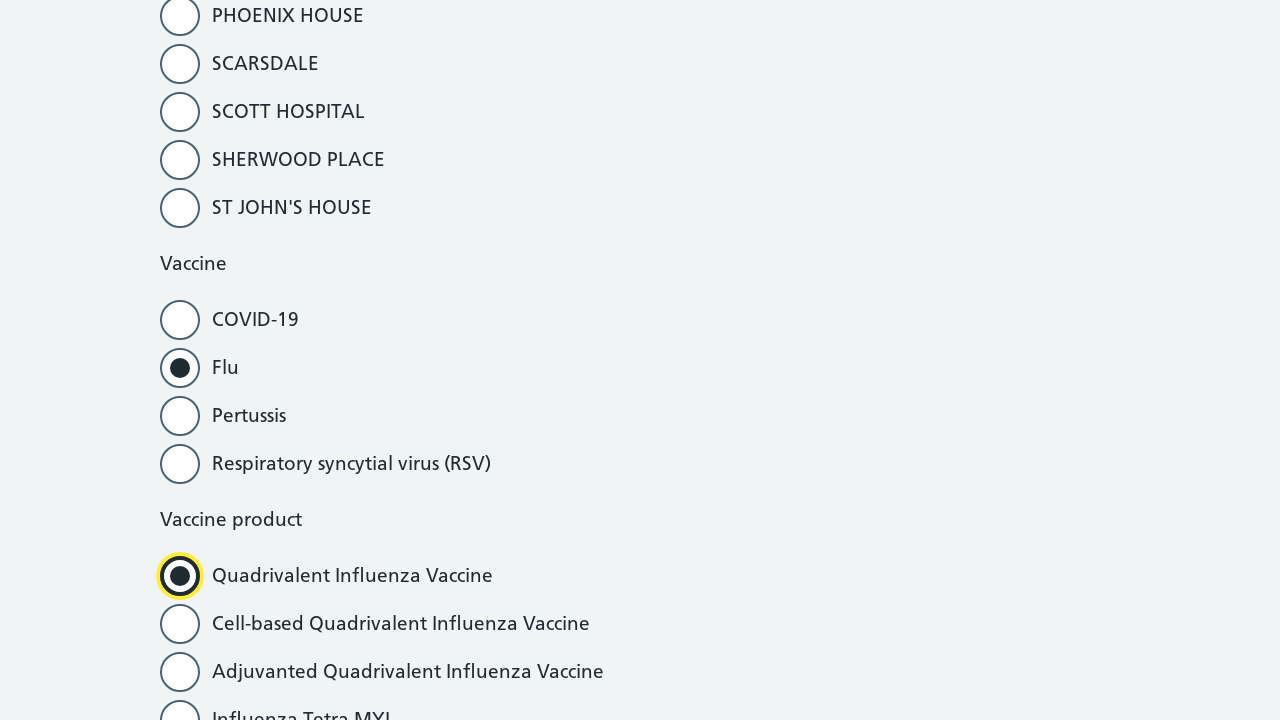 PHOENIX HOUSE
SCARSDALE
SCOTT HOSPITAL
SHERWOOD PLACE
ST JOHN'S HOUSE
Vaccine
COVID-19
Flu
Pertussis
Respiratory syncytial virus (RSV)
Vaccine product
Quadrivalent Influenza Vaccine
Cell-based Quadrivalent Influenza Vaccine
Adjuvanted Quadrivalent Influenza Vaccine
Influenza Tetra MYL